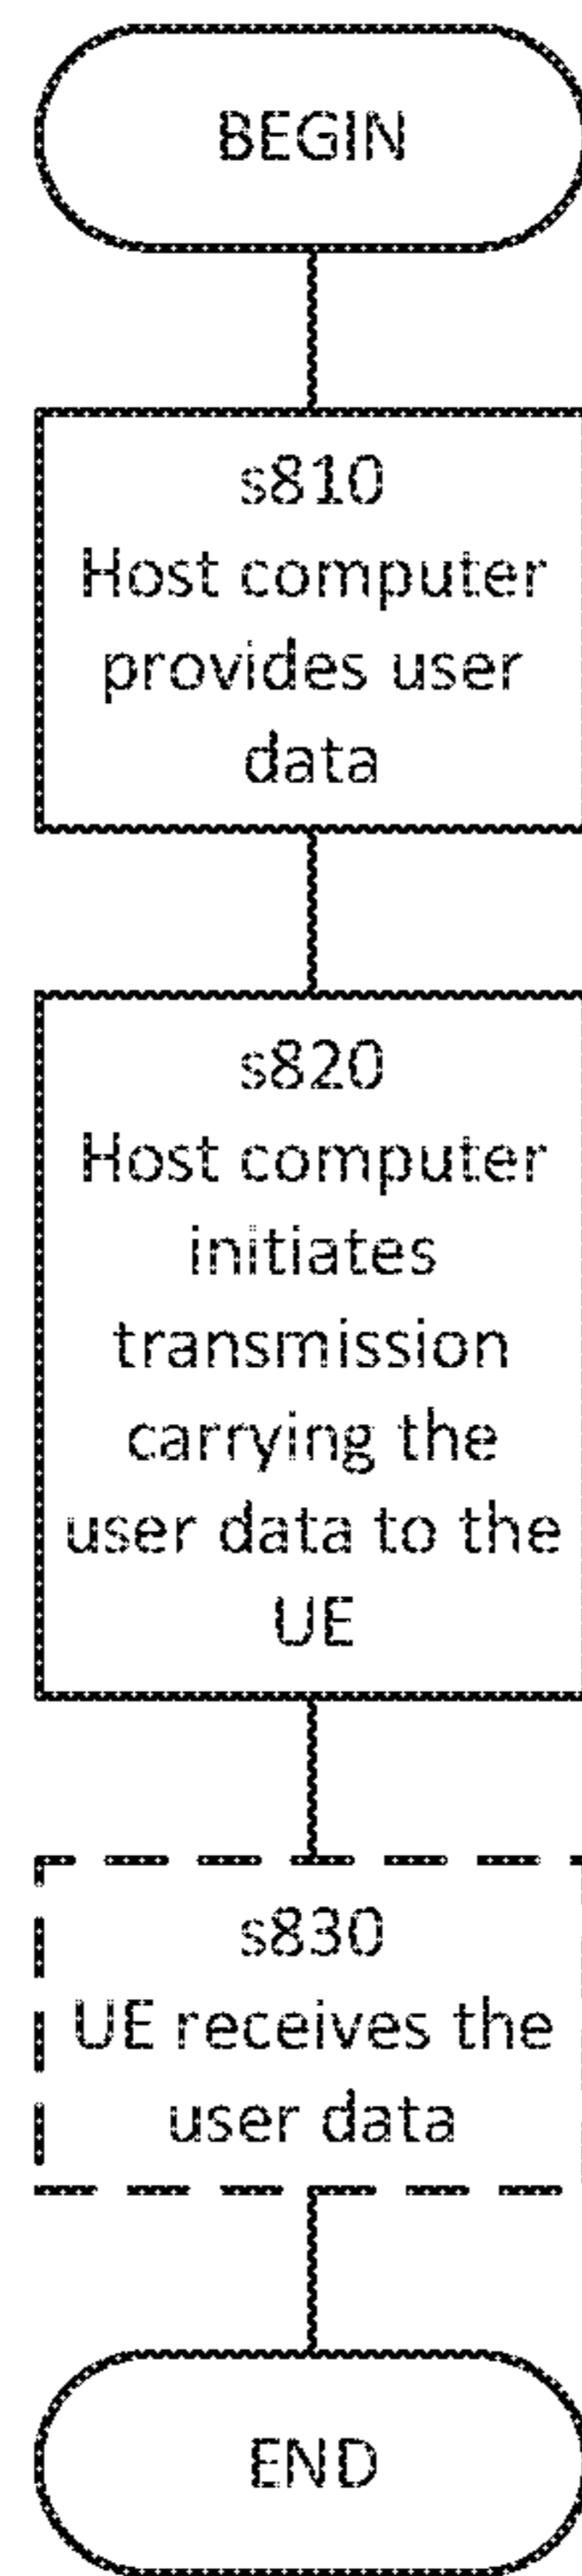 BEGIN
s810
Host computer
provides user
data
s820
Host computer
initiates
transmission
carrying the
user data to the
UE
s830
UE receives the
user data
END